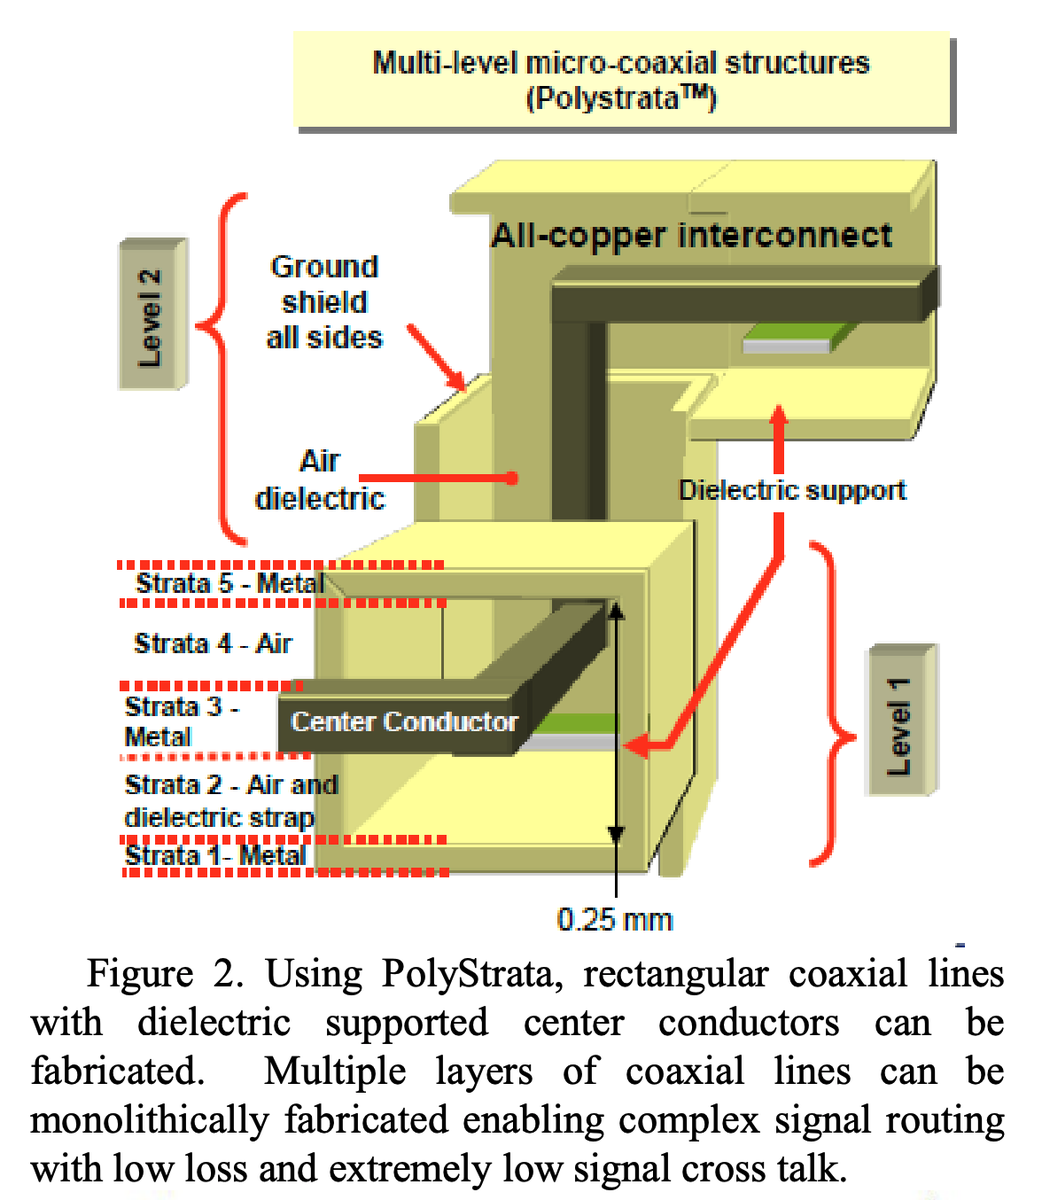 Multi-level micro-coaxial structures
(Polystrata™)
All-copper interconnect
Level 2
Ground
shield
all sides
Air
dielectric
Dielectric support
Strata 5 - Metal
Strata 4 - Air
Strata 3 -
Metal
Center Conductor
Level 1
Strata 2 - Air and
dielectric strap
Strata 1- Metal
0.25 mm
Figure 2. Using PolyStrata, rectangular coaxial lines
with dielectric supported center conductors can be
fabricated. Multiple layers of coaxial lines can be
monolithically fabricated enabling complex signal routing
with low loss and extremely low signal cross talk.